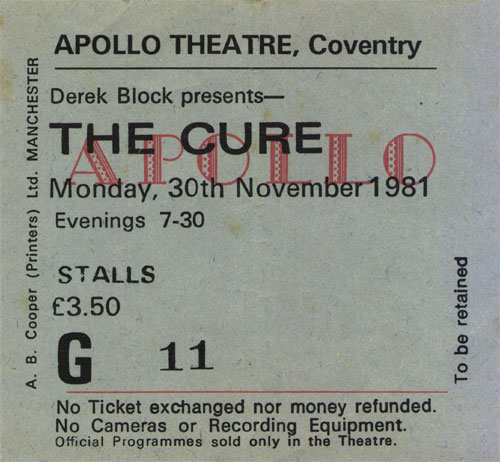 APOLLO THEATRE, Coventry
Derek Block presents—
THE CURE
APOLLO
Monday, 30th November 1981
Evenings 7-30
STALLS
£3.50
G 11
No Ticket exchanged nor money refunded.
No Cameras or Recording Equipment.
Official Programmes sold only in the Theatre.
A. B. Cooper (Printers) Ltd. MANCHESTER
To be retained